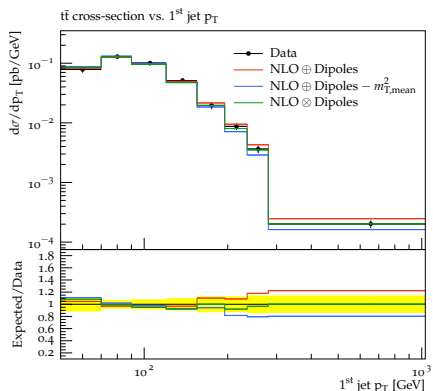 tt̄ cross-section vs. 1st jet pT
dσ/dpT [pb/GeV]
Data
NLO ⊕ Dipoles
NLO ⊕ Dipoles − m²T,mean
NLO ⊗ Dipoles
10⁻¹
10⁻²
10⁻³
10⁻⁴
Expected/Data
1.8
1.6
1.4
1.2
1
0.8
0.6
0.4
0.2
10²
10³
1st jet pT [GeV]